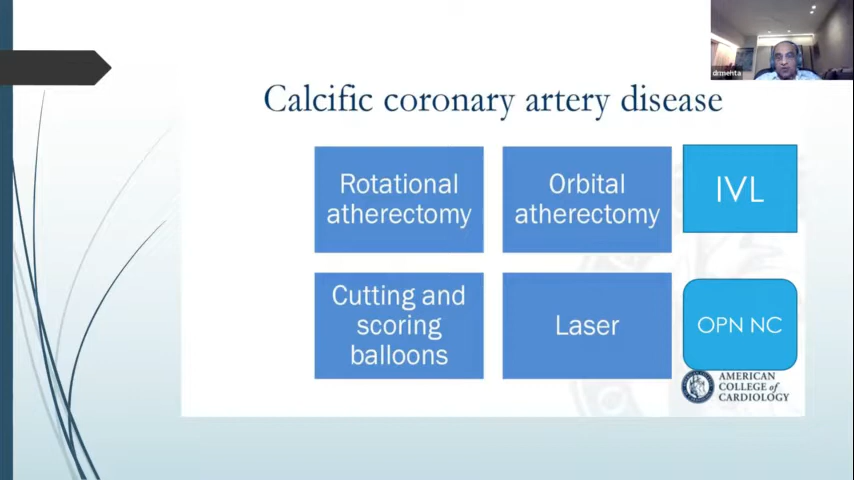 drmehta
Calcific coronary artery disease
Rotational
atherectomy
Orbital
atherectomy
IVL
Cutting and
scoring
balloons
Laser
OPN NC
AMERICAN
COLLEGE of
CARDIOLOGY